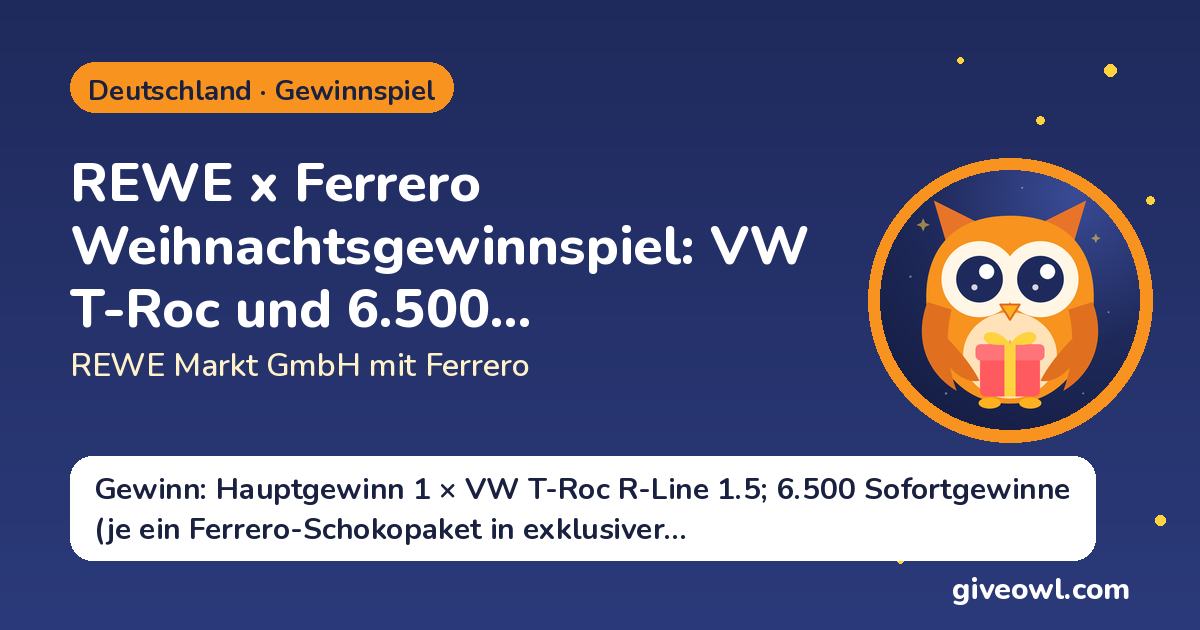 Deutschland · Gewinnspiel
REWE x Ferrero
Weihnachtsgewinnspiel: VW
T-Roc und 6.500...
REWE Markt GmbH mit Ferrero
Gewinn: Hauptgewinn 1 × VW T-Roc R-Line 1.5; 6.500 Sofortgewinne
(je ein Ferrero-Schokopaket in exklusiver...
giveowl.com